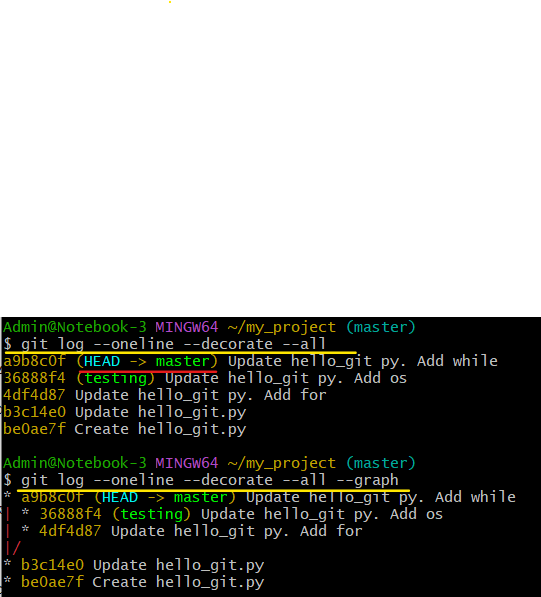 Admin@Notebook-3 MINGW64 ~/my_project (master)
$ git log --oneline --decorate --all
a9b8c0f (HEAD -> master) Update hello_git py. Add while
36888f4 (testing) Update hello_git py. Add os
4df4d87 Update hello_git py. Add for
b3c14e0 Update hello_git.py
be0ae7f Create hello_git.py
Admin@Notebook-3 MINGW64 ~/my_project (master)
$ git log --oneline --decorate --all --graph
* a9b8c0f (HEAD -> master) Update hello_git py. Add while
| * 36888f4 (testing) Update hello_git py. Add os
| * 4df4d87 Update hello_git py. Add for
|/
* b3c14e0 Update hello_git.py
* be0ae7f Create hello_git.py